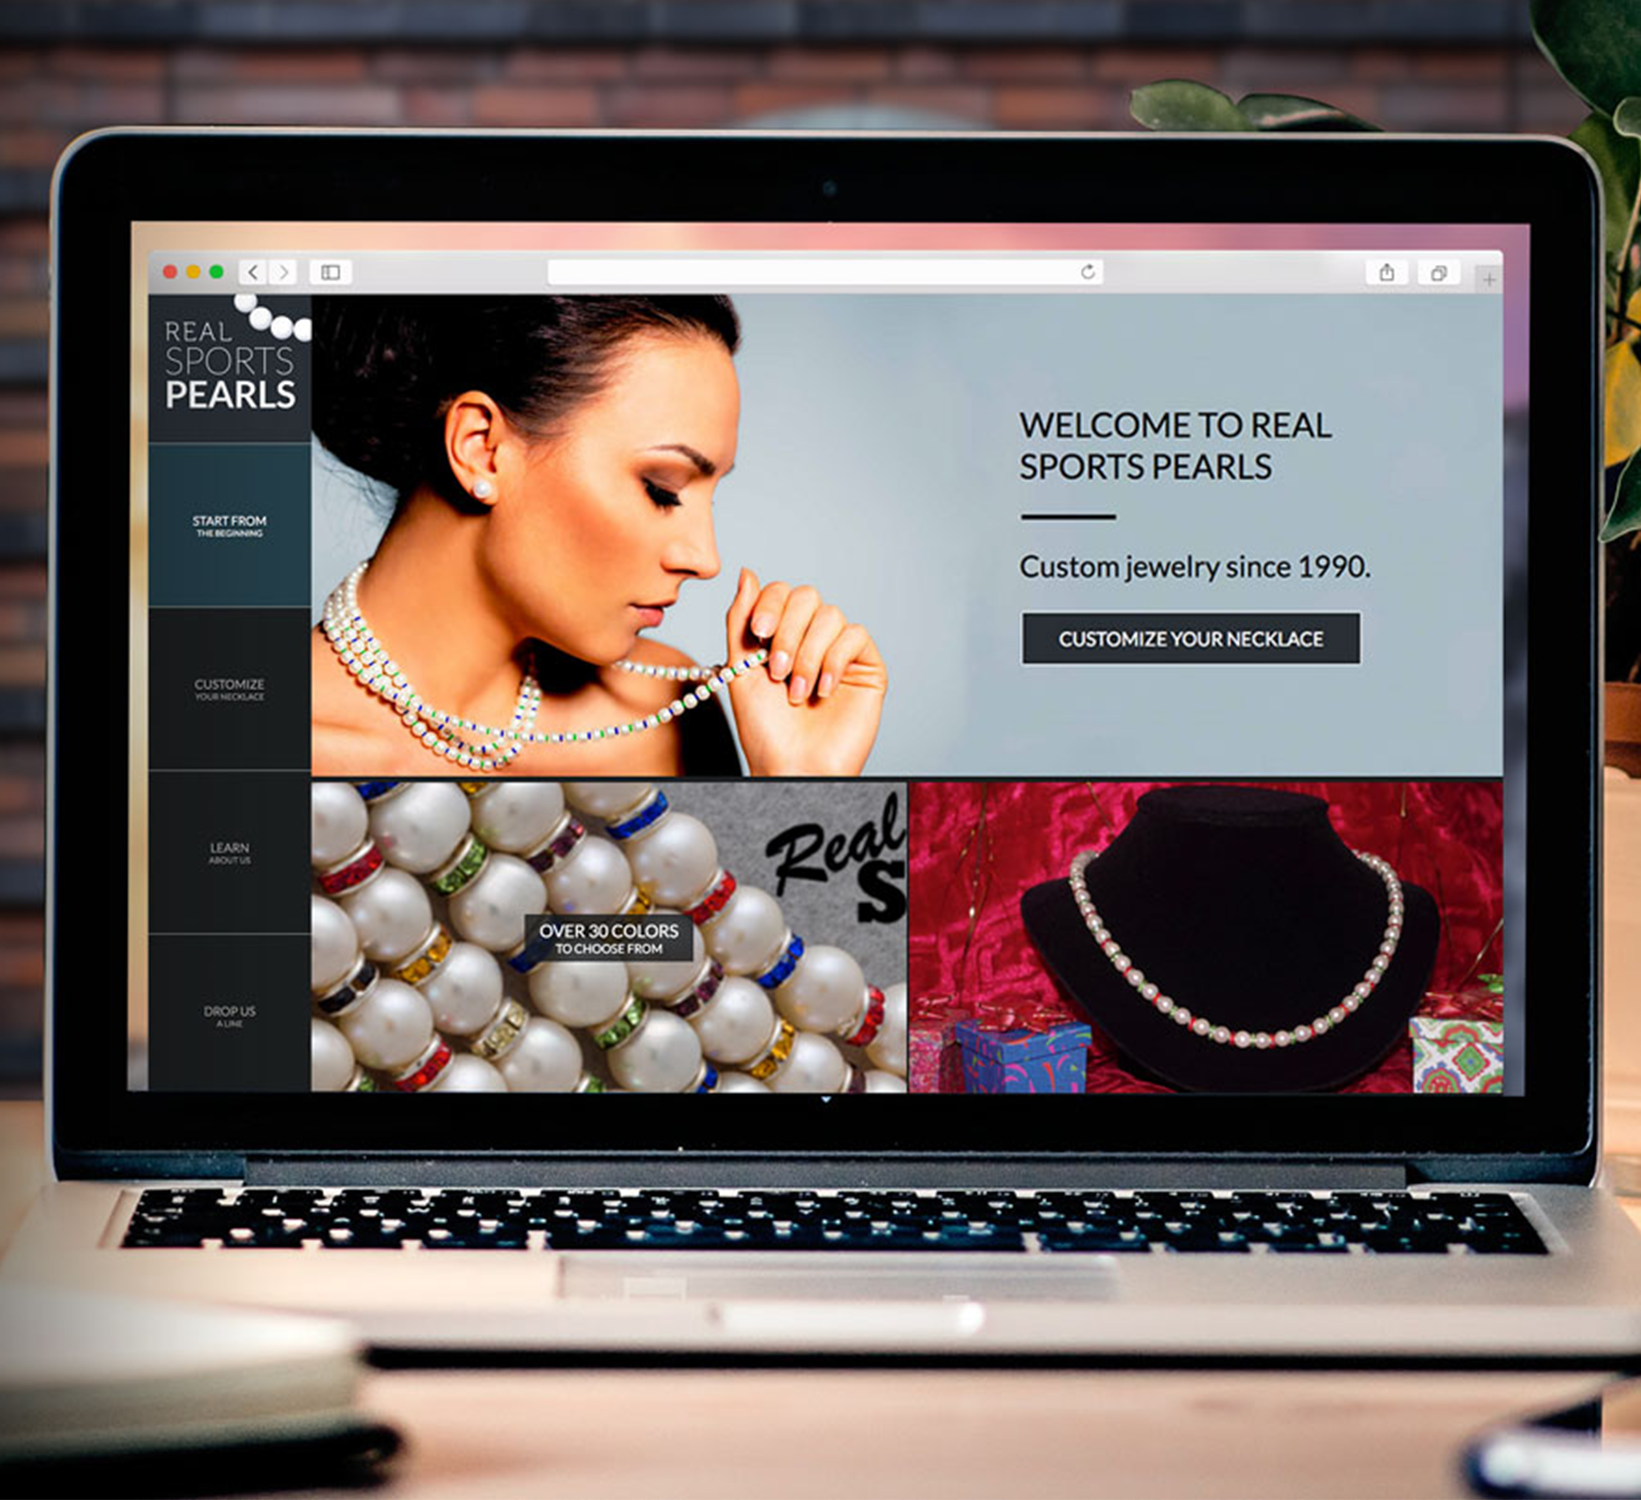 REAL
SPORTS
PEARLS
START FROM
THE BEGINNING
CUSTOMIZE
YOUR NECKLACE
LEARN
ABOUT US
DROP US
A LINE
WELCOME TO REAL
SPORTS PEARLS
Custom jewelry since 1990.
CUSTOMIZE YOUR NECKLACE
Real
S
OVER 30 COLORS
TO CHOOSE FROM